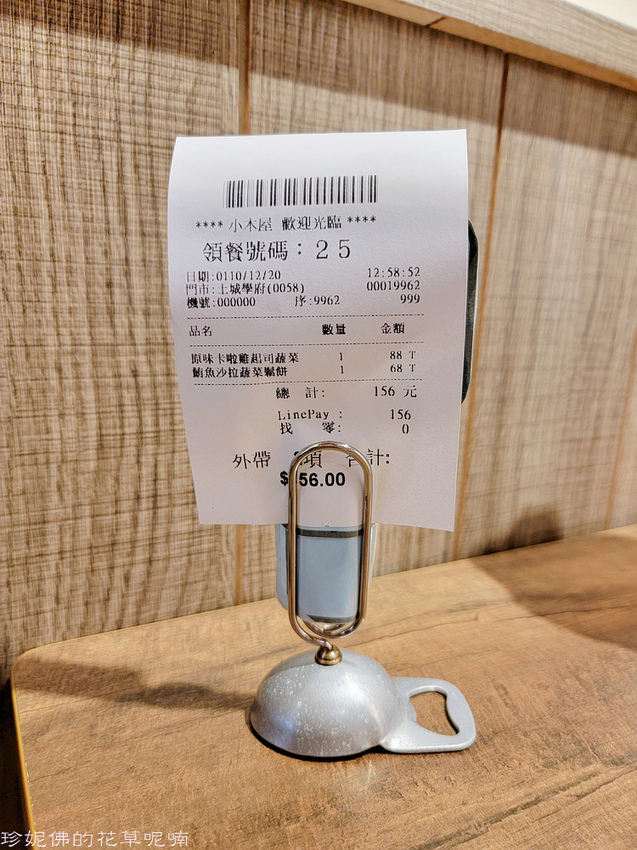 **** 小木屋 歡迎光臨 ****
領餐號碼：25
日期:0110/12/20 12:58:52
門市:土城學府(0058) 00019962
機號:000000 序:9962 999
品名 數量 金額
原味卡啦雞起司蔬菜 1 88 T
鮪魚沙拉蔬菜鬆餅 1 68 T
總 計: 156 元
LinePay : 156
找 零: 0
外帶 項 合計:
$ 56.00
珍妮佛的花草呢喃